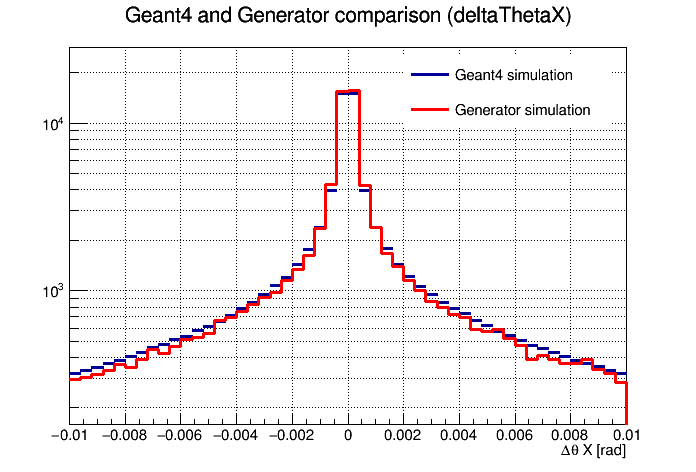 Geant4 and Generator comparison (deltaThetaX)
Geant4 simulation
Generator simulation
10⁴
10³
−0.01 −0.008 −0.006 −0.004 −0.002 0 0.002 0.004 0.006 0.008 0.01
Δθ X [rad]